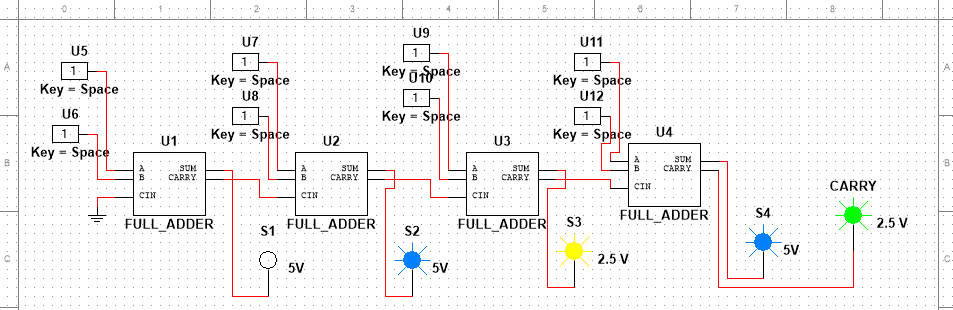 0 1 2 3 4 5 6 7 8
A A
B B
C C
U5
1
Key = Space
U6
1
Key = Space
U7
1
Key = Space
U8
1
Key = Space
U9
1
Key = Space
U10
1
Key = Space
U11
1
Key = Space
U12
1
Key = Space
U1
A SUM
B CARRY
CIN
FULL_ADDER
U2
A SUM
B CARRY
CIN
FULL_ADDER
U3
A SUM
B CARRY
CIN
FULL_ADDER
U4
A SUM
B CARRY
CIN
FULL_ADDER
S1
5V
S2
5V
S3
2.5 V
S4
5V
CARRY
2.5 V